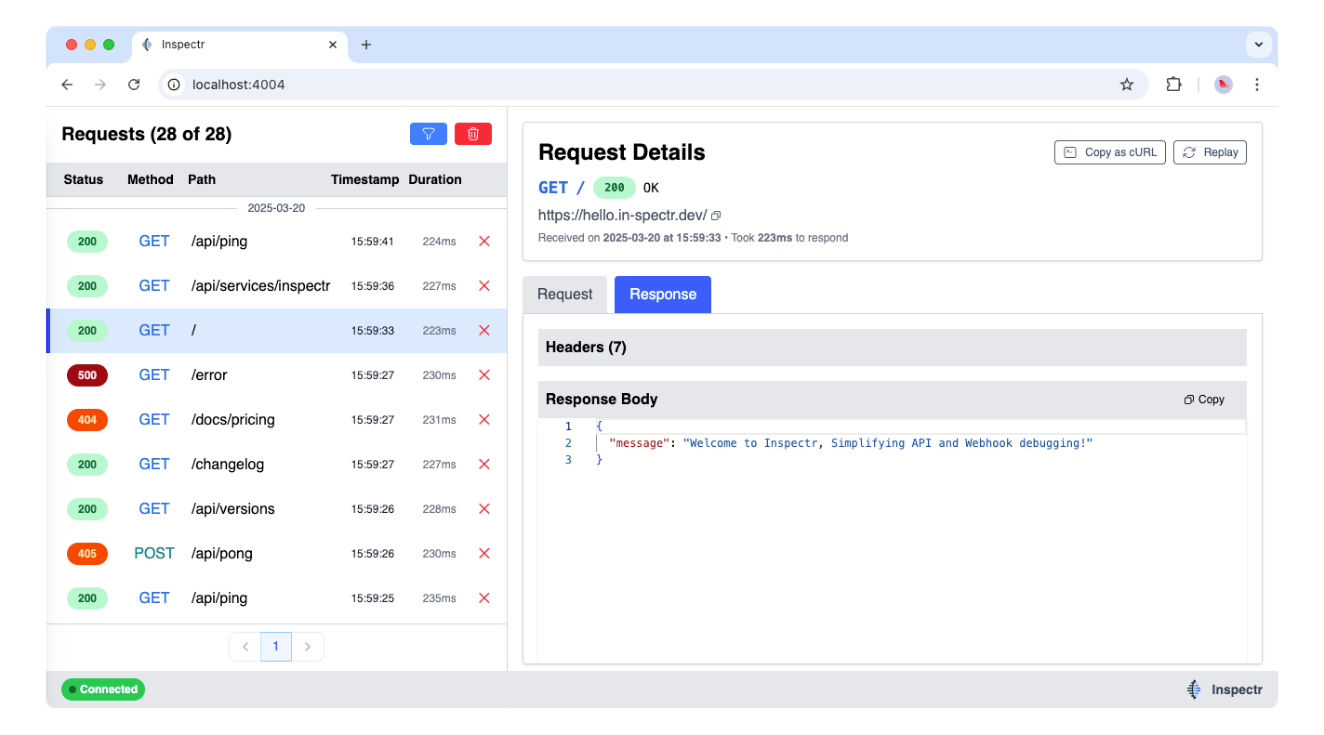 Inspectr
localhost:4004
Requests (28 of 28)
Status Method Path Timestamp Duration
2025-03-20
200 GET /api/ping 15:59:41 224ms
200 GET /api/services/inspectr 15:59:36 227ms
200 GET / 15:59:33 223ms
500 GET /error 15:59:27 230ms
404 GET /docs/pricing 15:59:27 231ms
200 GET /changelog 15:59:27 227ms
200 GET /api/versions 15:59:26 228ms
405 POST /api/pong 15:59:26 230ms
200 GET /api/ping 15:59:25 235ms
1
Request Details
Copy as cURL Replay
GET / 200 OK
https://hello.in-spectr.dev/
Received on 2025-03-20 at 15:59:33 • Took 223ms to respond
Request Response
Headers (7)
Response Body Copy
1 {
2 "message": "Welcome to Inspectr, Simplifying API and Webhook debugging!"
3 }
Connected
Inspectr